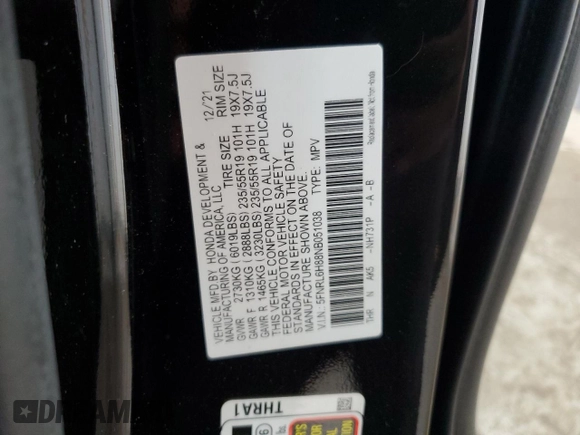 VEHICLE MFD BY HONDA DEVELOPMENT &
MANUFACTURING OF AMERICA, LLC 12/21
TIRE SIZE RIM SIZE
GVWR 2730KG (6019LBS)
GAWR F 1310KG (2888LBS) 235/55R19 101H 19X7.5J
GAWR R 1465KG (3230LBS) 235/55R19 101H 19X7.5J
THIS VEHICLE CONFORMS TO ALL APPLICABLE
FEDERAL MOTOR VEHICLE SAFETY
STANDARDS IN EFFECT ON THE DATE OF
MANUFACTURE SHOWN ABOVE.
V.I.N.: 5FNRL6H88NB051038 TYPE: MPV
THR N AK5 -NH731P -A -B
THRA1